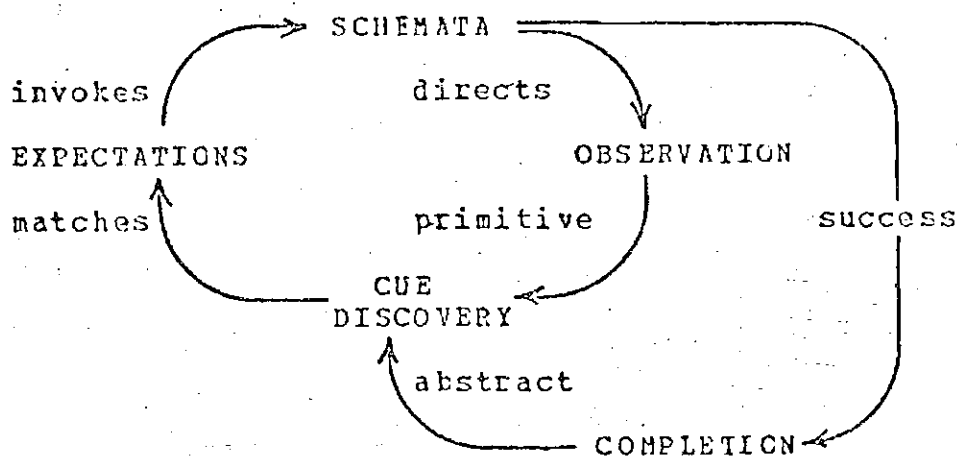 SCHEMATA
invokes directs
EXPECTATIONS OBSERVATION
matches primitive success
CUE
DISCOVERY
abstract
COMPLETION